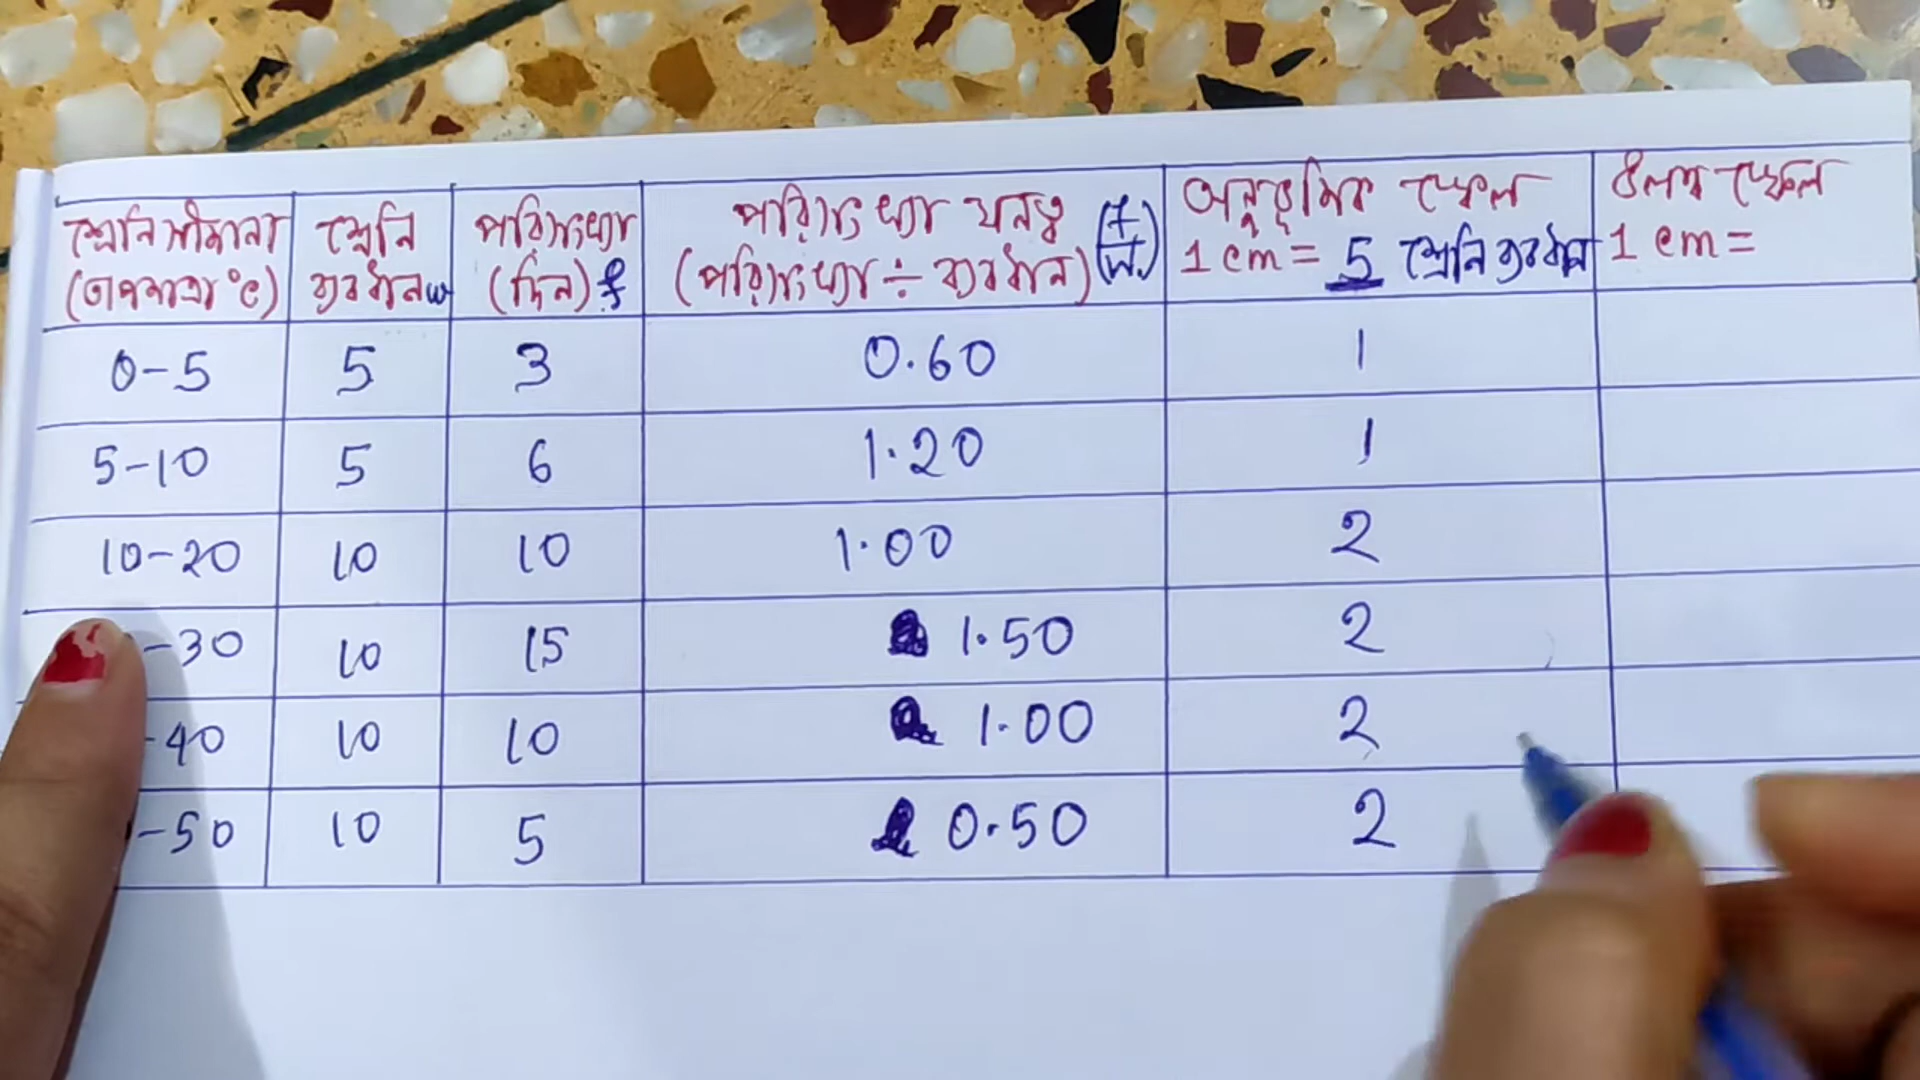 শ্রেনি সীমানা (তাপমাত্রা °c) | শ্রেনি ব্যবধান w | পরিসংখ্যা (দিন) f | পরিসংখ্যা ঘনত্ব (পরিসংখ্যা ÷ ব্যবধান) (f/w) | অনুভূমিক স্কেল 1 cm = 5 শ্রেনি ব্যবধান | উলম্ব স্কেল 1 cm =
0-5 5 3 0.60 1
5-10 5 6 1.20 1
10-20 10 10 1.00 2
-30 10 15 1.50 2
-40 10 10 1.00 2
-50 10 5 0.50 2